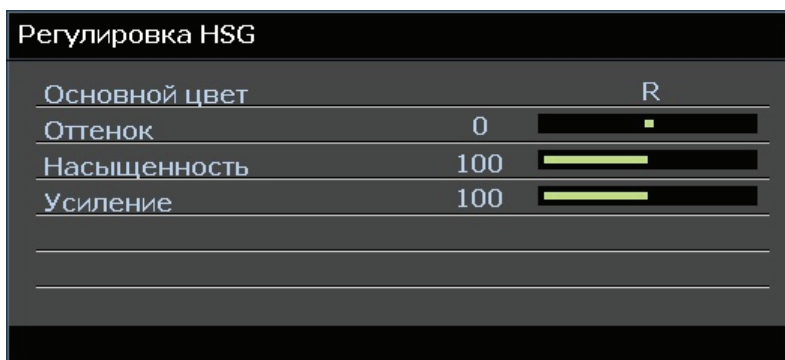 Регулировка HSG
Основной цвет R
Оттенок 0
Насыщенность 100
Усиление 100